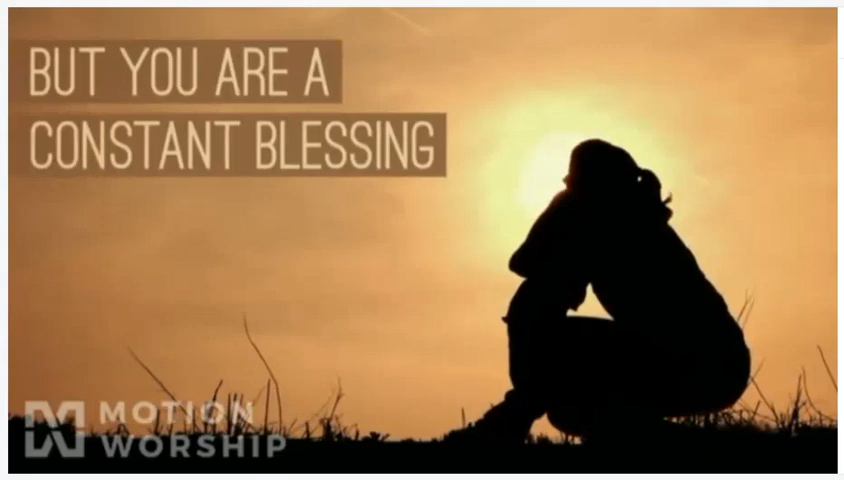 BUT YOU ARE A
CONSTANT BLESSING
MOTION
WORSHIP